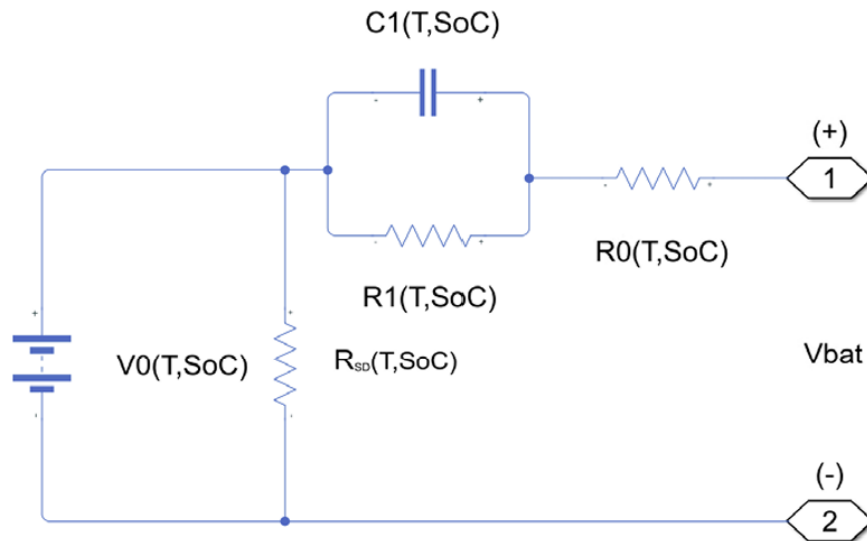 C1(T,SoC)
(+)
1
R0(T,SoC)
R1(T,SoC)
V0(T,SoC)
RSD(T,SoC)
Vbat
(-)
2